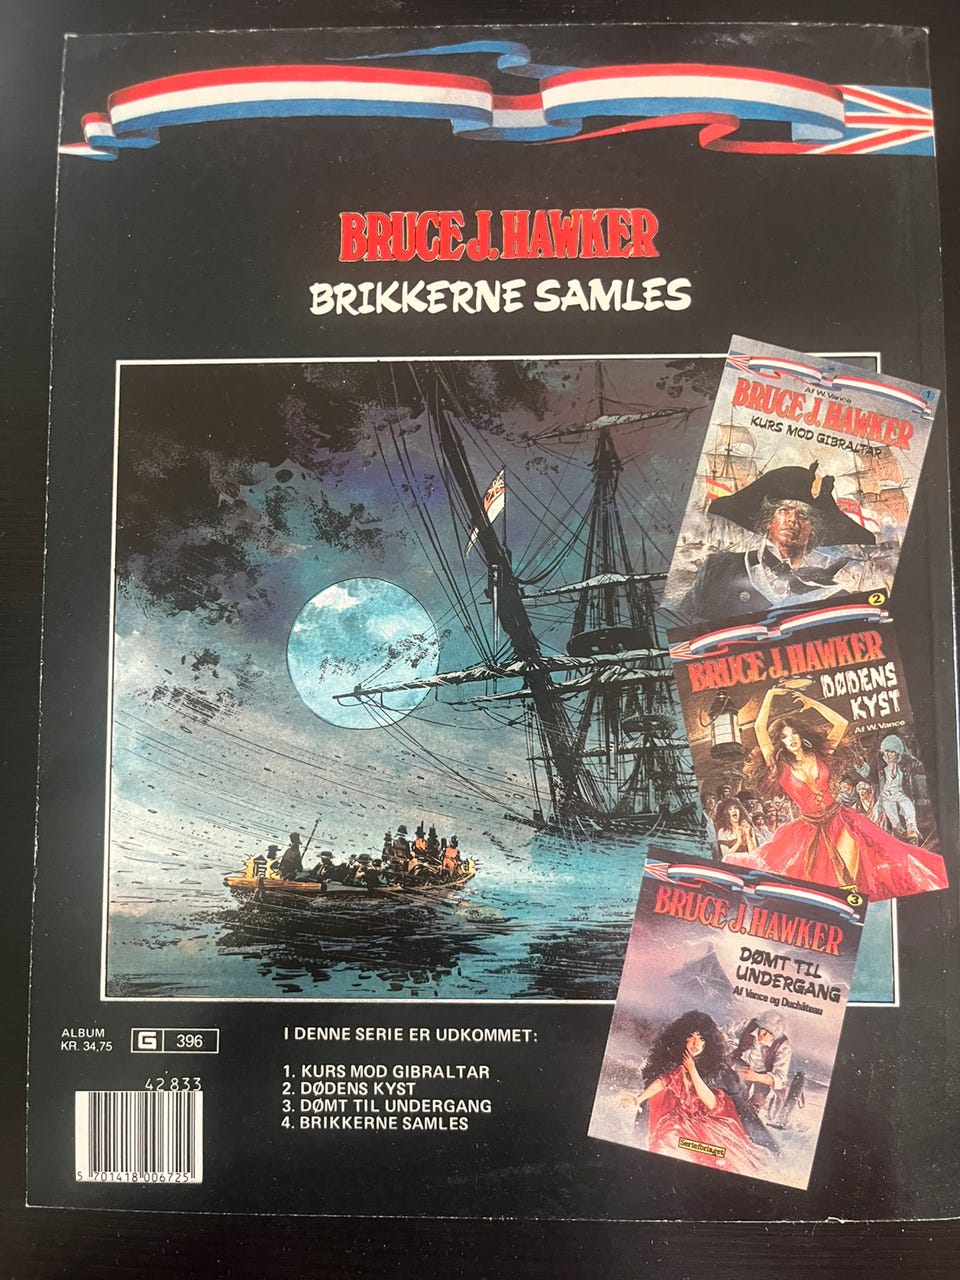 BRUCE J. HAWKER
BRIKKERNE SAMLES
1
Af W. Vance
BRUCE J. HAWKER
KURS MOD GIBRALTAR
2
BRUCE J. HAWKER
DØDENS
KYST
Af W. Vance
3
BRUCE J. HAWKER
DØMT TIL
UNDERGANG
Af Vance og Duchâteau
Serieforlaget
ALBUM
KR. 34,75
G 396
I DENNE SERIE ER UDKOMMET:
1. KURS MOD GIBRALTAR
2. DØDENS KYST
3. DØMT TIL UNDERGANG
4. BRIKKERNE SAMLES
42833
5 701418 006725